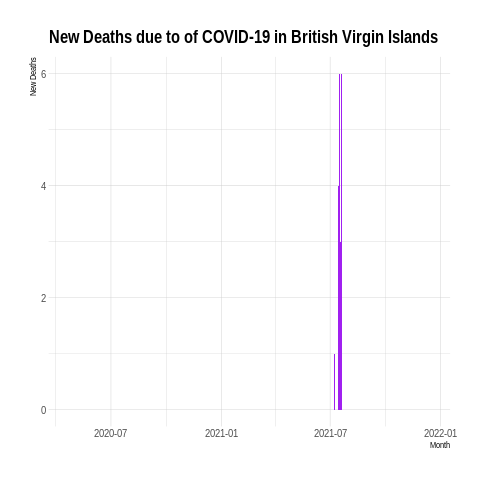 New Deaths due to of COVID-19 in British Virgin Islands
New Deaths
6
4
2
0
2020-07 2021-01 2021-07 2022-01
Month